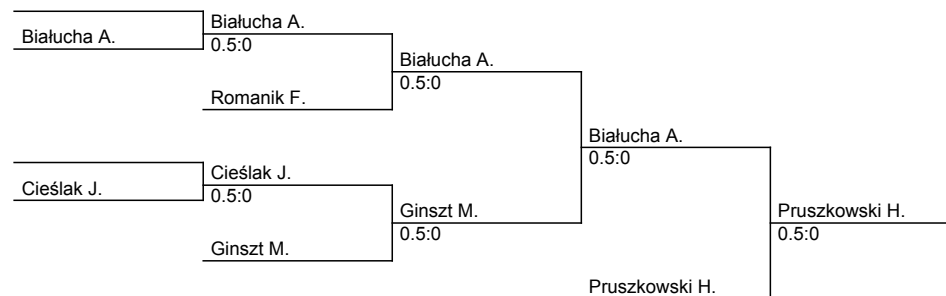 Białucha A.
Białucha A.
0.5:0
Białucha A.
0.5:0
Romanik F.
Białucha A.
0.5:0
Cieślak J.
Cieślak J.
0.5:0
Ginszt M.
0.5:0
Ginszt M.
Pruszkowski H.
0.5:0
Pruszkowski H.